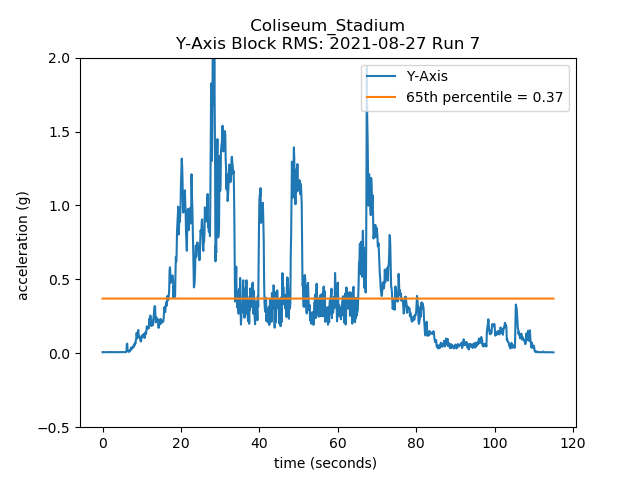 Coliseum_Stadium
Y-Axis Block RMS: 2021-08-27 Run 7
Y-Axis
65th percentile = 0.37
2.0
1.5
1.0
0.5
0.0
−0.5
acceleration (g)
0 20 40 60 80 100 120
time (seconds)